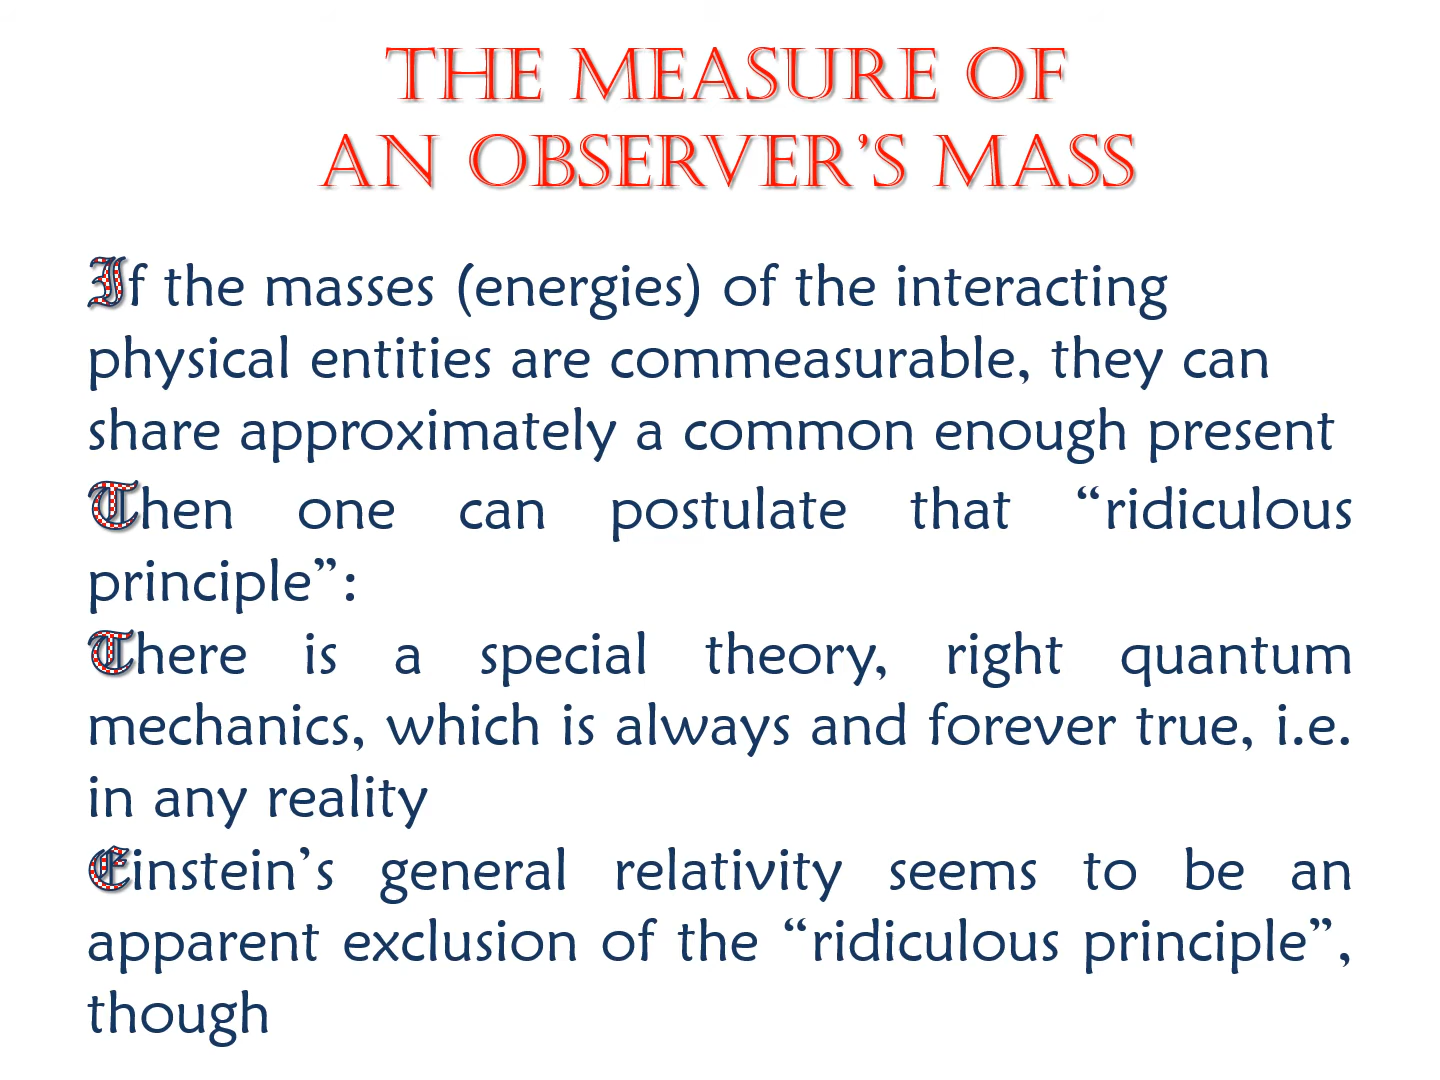 THE MEASURE OF
AN OBSERVER’S MASS
If the masses (energies) of the interacting
physical entities are commeasurable, they can
share approximately a common enough present
Then one can postulate that “ridiculous
principle”:
There is a special theory, right quantum
mechanics, which is always and forever true, i.e.
in any reality
Einstein’s general relativity seems to be an
apparent exclusion of the “ridiculous principle”,
though